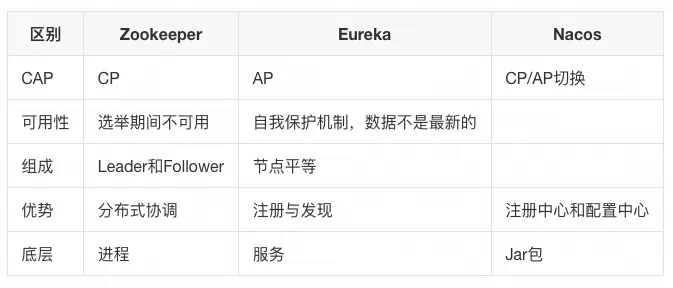 区别 Zookeeper Eureka Nacos
CAP CP AP CP/AP切换
可用性 选举期间不可用 自我保护机制，数据不是最新的
组成 Leader和Follower 节点平等
优势 分布式协调 注册与发现 注册中心和配置中心
底层 进程 服务 Jar包